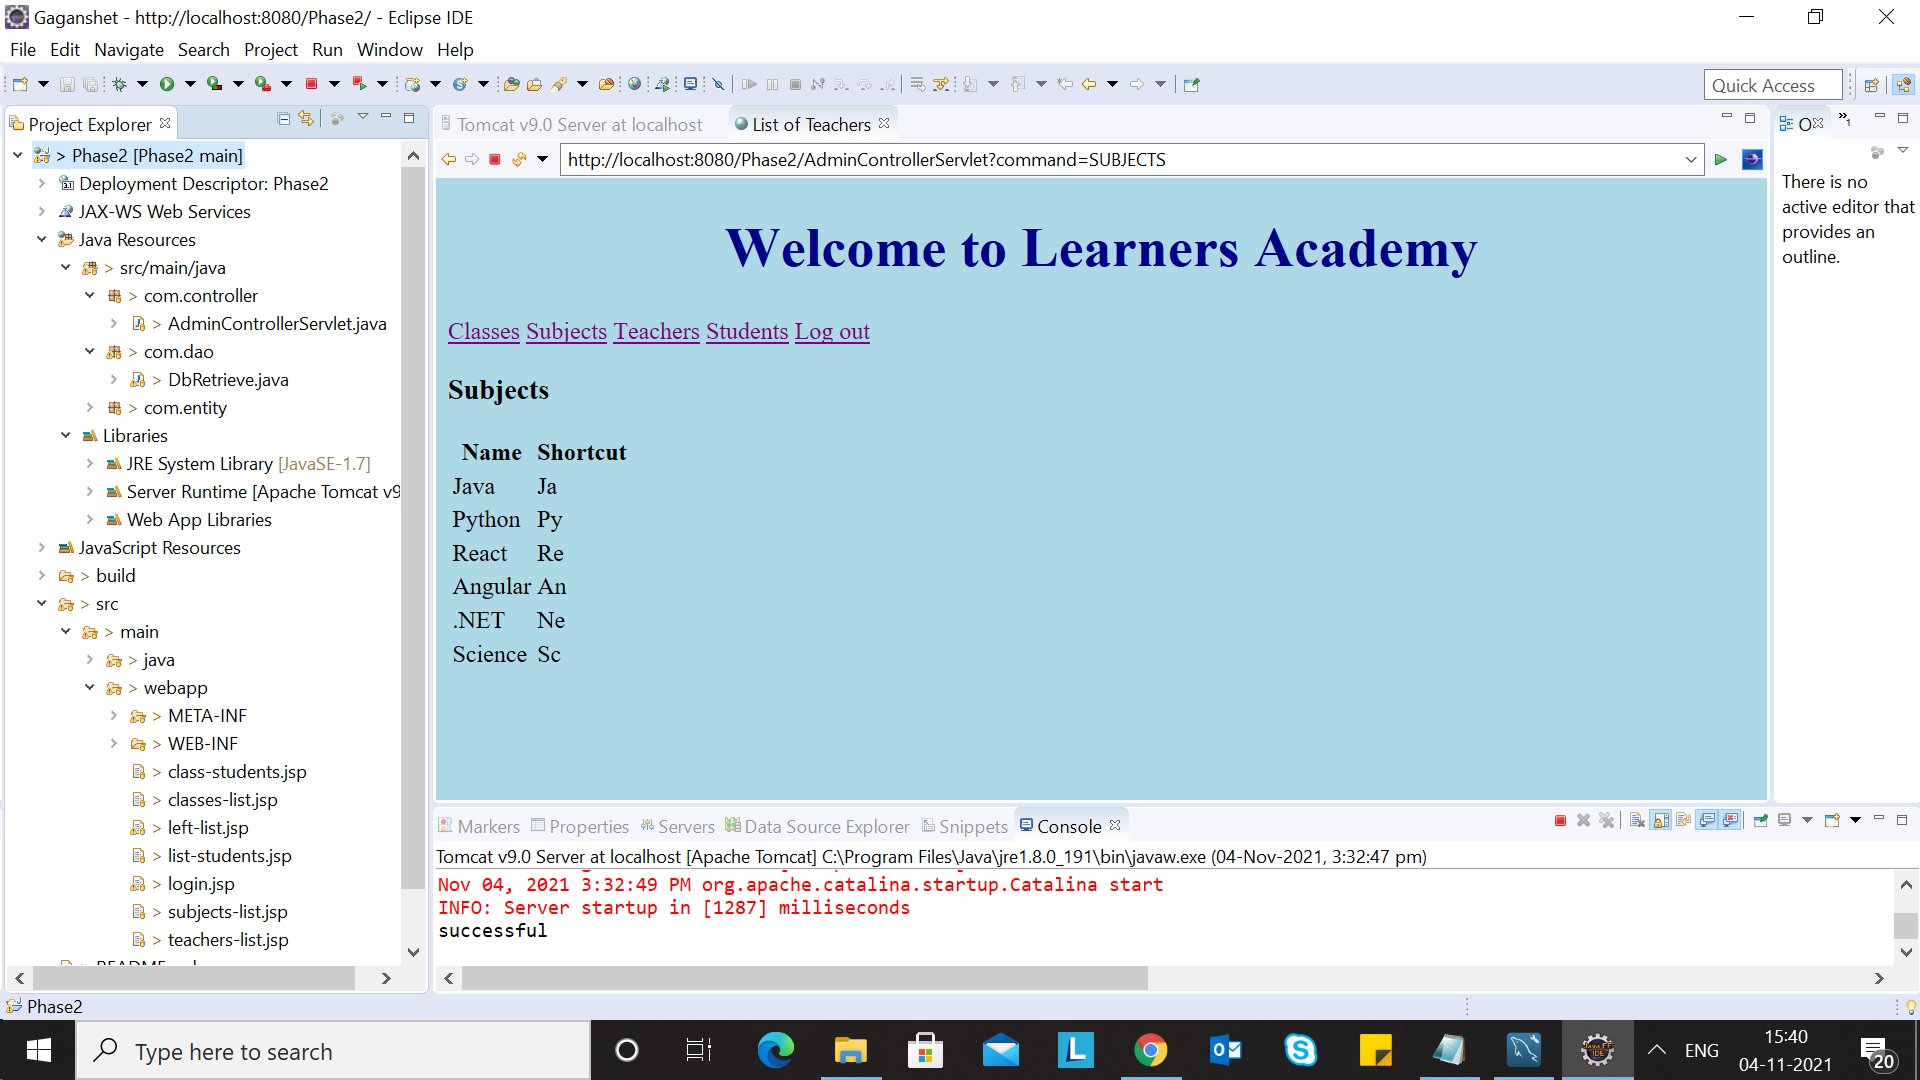 Gaganshet - http://localhost:8080/Phase2/ - Eclipse IDE
File Edit Navigate Search Project Run Window Help
Quick Access
Project Explorer
> Phase2 [Phase2 main]
Deployment Descriptor: Phase2
JAX-WS Web Services
Java Resources
> src/main/java
> com.controller
> AdminControllerServlet.java
> com.dao
> DbRetrieve.java
> com.entity
Libraries
JRE System Library [JavaSE-1.7]
Server Runtime [Apache Tomcat v9
Web App Libraries
JavaScript Resources
> build
> src
> main
> java
> webapp
> META-INF
> WEB-INF
> class-students.jsp
> classes-list.jsp
> left-list.jsp
> list-students.jsp
> login.jsp
> subjects-list.jsp
> teachers-list.jsp
Tomcat v9.0 Server at localhost
List of Teachers
http://localhost:8080/Phase2/AdminControllerServlet?command=SUBJECTS
Welcome to Learners Academy
Classes Subjects Teachers Students Log out
Subjects
Name Shortcut
Java Ja
Python Py
React Re
Angular An
.NET Ne
Science Sc
O
»1
There is no
active editor that
provides an
outline.
Markers Properties Servers Data Source Explorer Snippets Console
Tomcat v9.0 Server at localhost [Apache Tomcat] C:\Program Files\Java\jre1.8.0_191\bin\javaw.exe (04-Nov-2021, 3:32:47 pm)
Nov 04, 2021 3:32:49 PM org.apache.catalina.startup.Catalina start
INFO: Server startup in [1287] milliseconds
successful
Phase2
Type here to search
ENG
15:40
04-11-2021
20